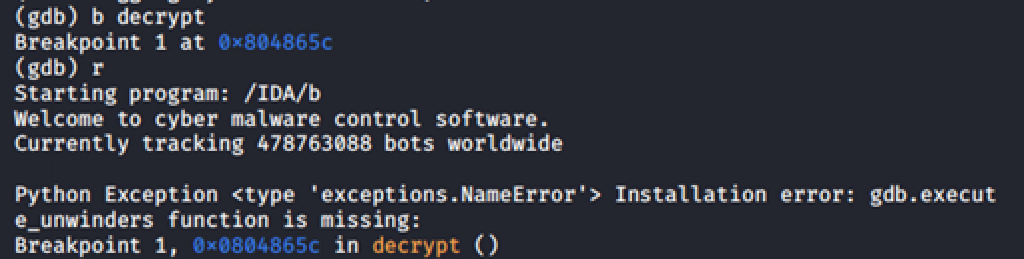 (gdb) b decrypt
Breakpoint 1 at 0×804865c
(gdb) r
Starting program: /IDA/b
Welcome to cyber malware control software.
Currently tracking 478763088 bots worldwide
Python Exception <type 'exceptions.NameError'> Installation error: gdb.execut
e_unwinders function is missing:
Breakpoint 1, 0×0804865c in decrypt ()